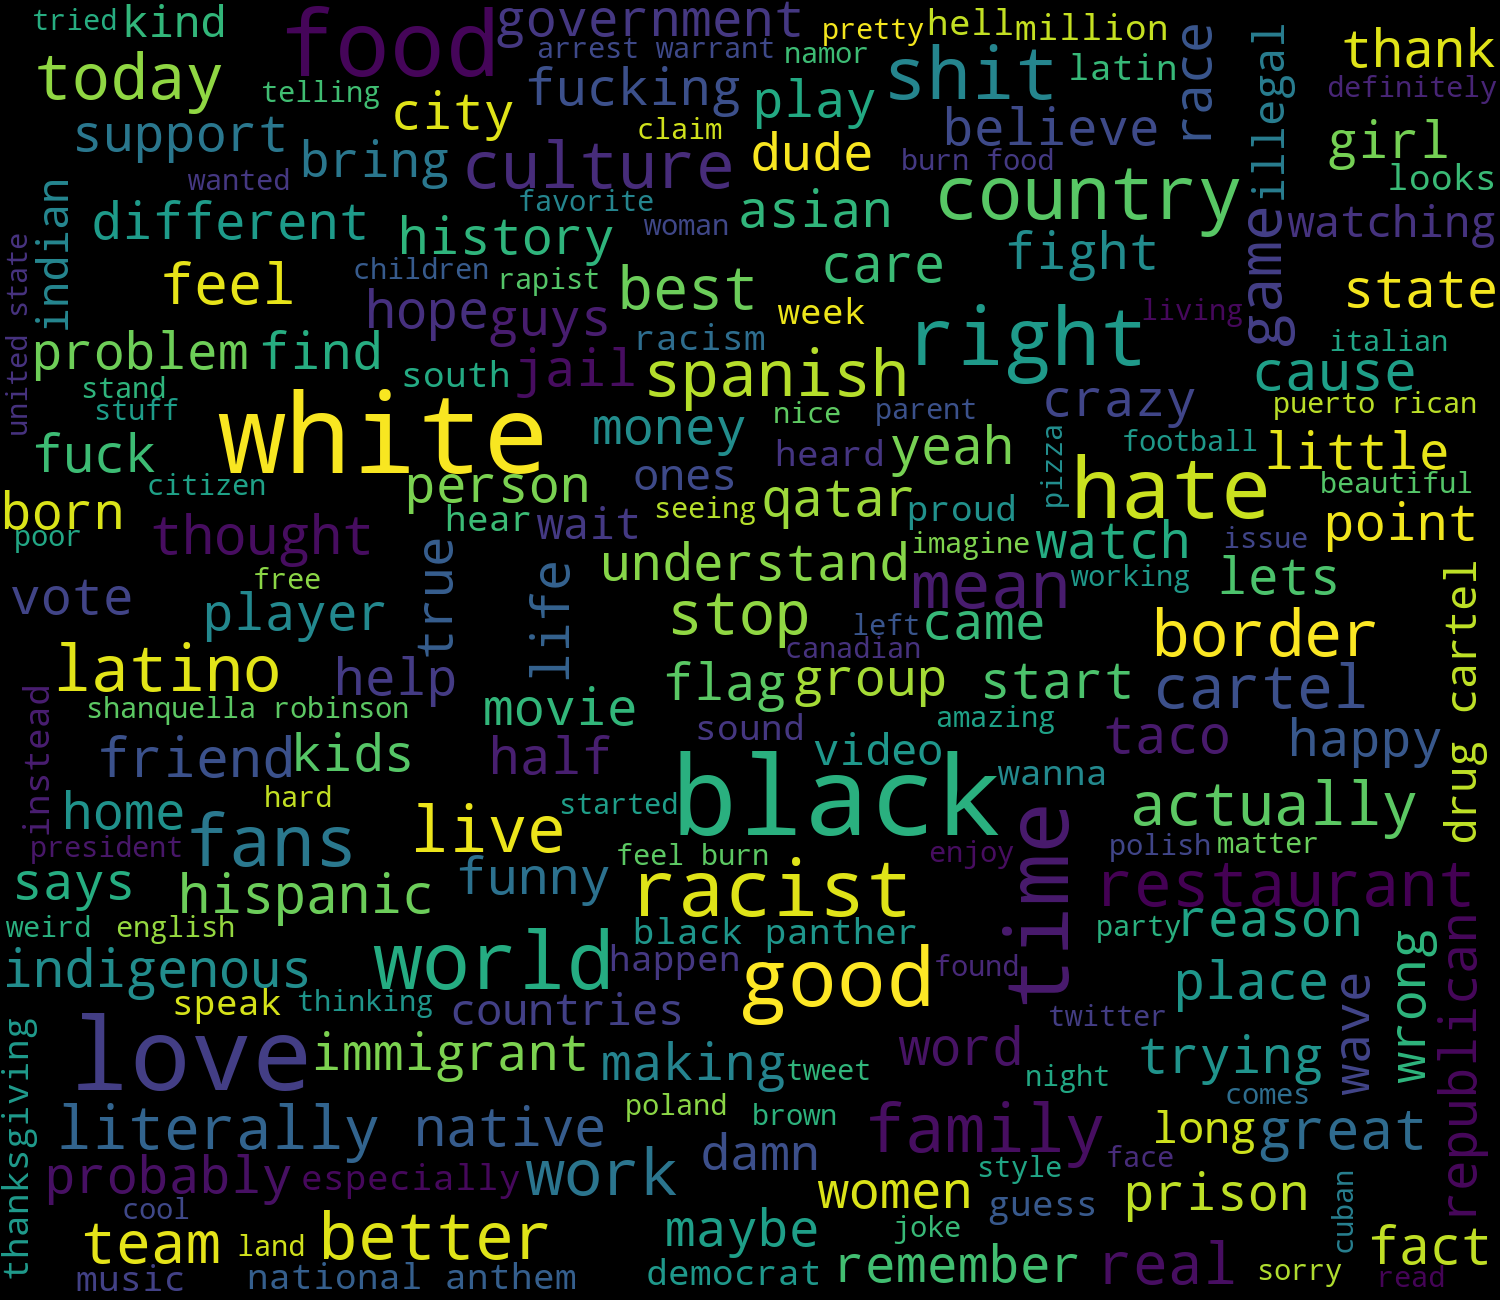 tried
kind
food
government
pretty
hell
million
arrest warrant
namor
thank
today
telling
city
fucking
play
shit
latin
race
illegal
definitely
support
bring
claim
culture
dude
believe
burn food
girl
looks
wanted
indian
different
favorite
woman
asian
country
history
care
fight
game
watching
united state
feel
children
rapist
best
hope
guys
week
right
living
state
problem
find
racism
italian
south
jail
spanish
cause
stand
stuff
white
money
nice
parent
crazy
puerto rican
fuck
ones
heard
yeah
pizza
football
little
citizen
person
hate
beautiful
born
hear
wait
seeing
qatar
proud
point
poor
thought
true
imagine
watch
issue
free
life
understand
mean
working
lets
vote
player
stop
left
came
border
drug cartel
latino
help
canadian
flag
group
start
cartel
instead
shanquella robinson
movie
sound
amazing
taco
happy
friend
kids
half
video
wanna
home
hard
started
black
time
actually
president
fans
live
feel burn
enjoy
polish
matter
says
hispanic
funny
racist
restaurant
weird
english
black panther
party
reason
indigenous
world
happen
good
found
place
wrong
republican
speak
thinking
countries
twitter
wave
thanksgiving
love
immigrant
making
tweet
word
night
trying
comes
literally
native
poland
brown
family
long
great
probably
especially
work
damn
style
face
cool
women
guess
prison
cuban
team
land
better
maybe
joke
fact
music
national anthem
democrat
remember
real
sorry
read